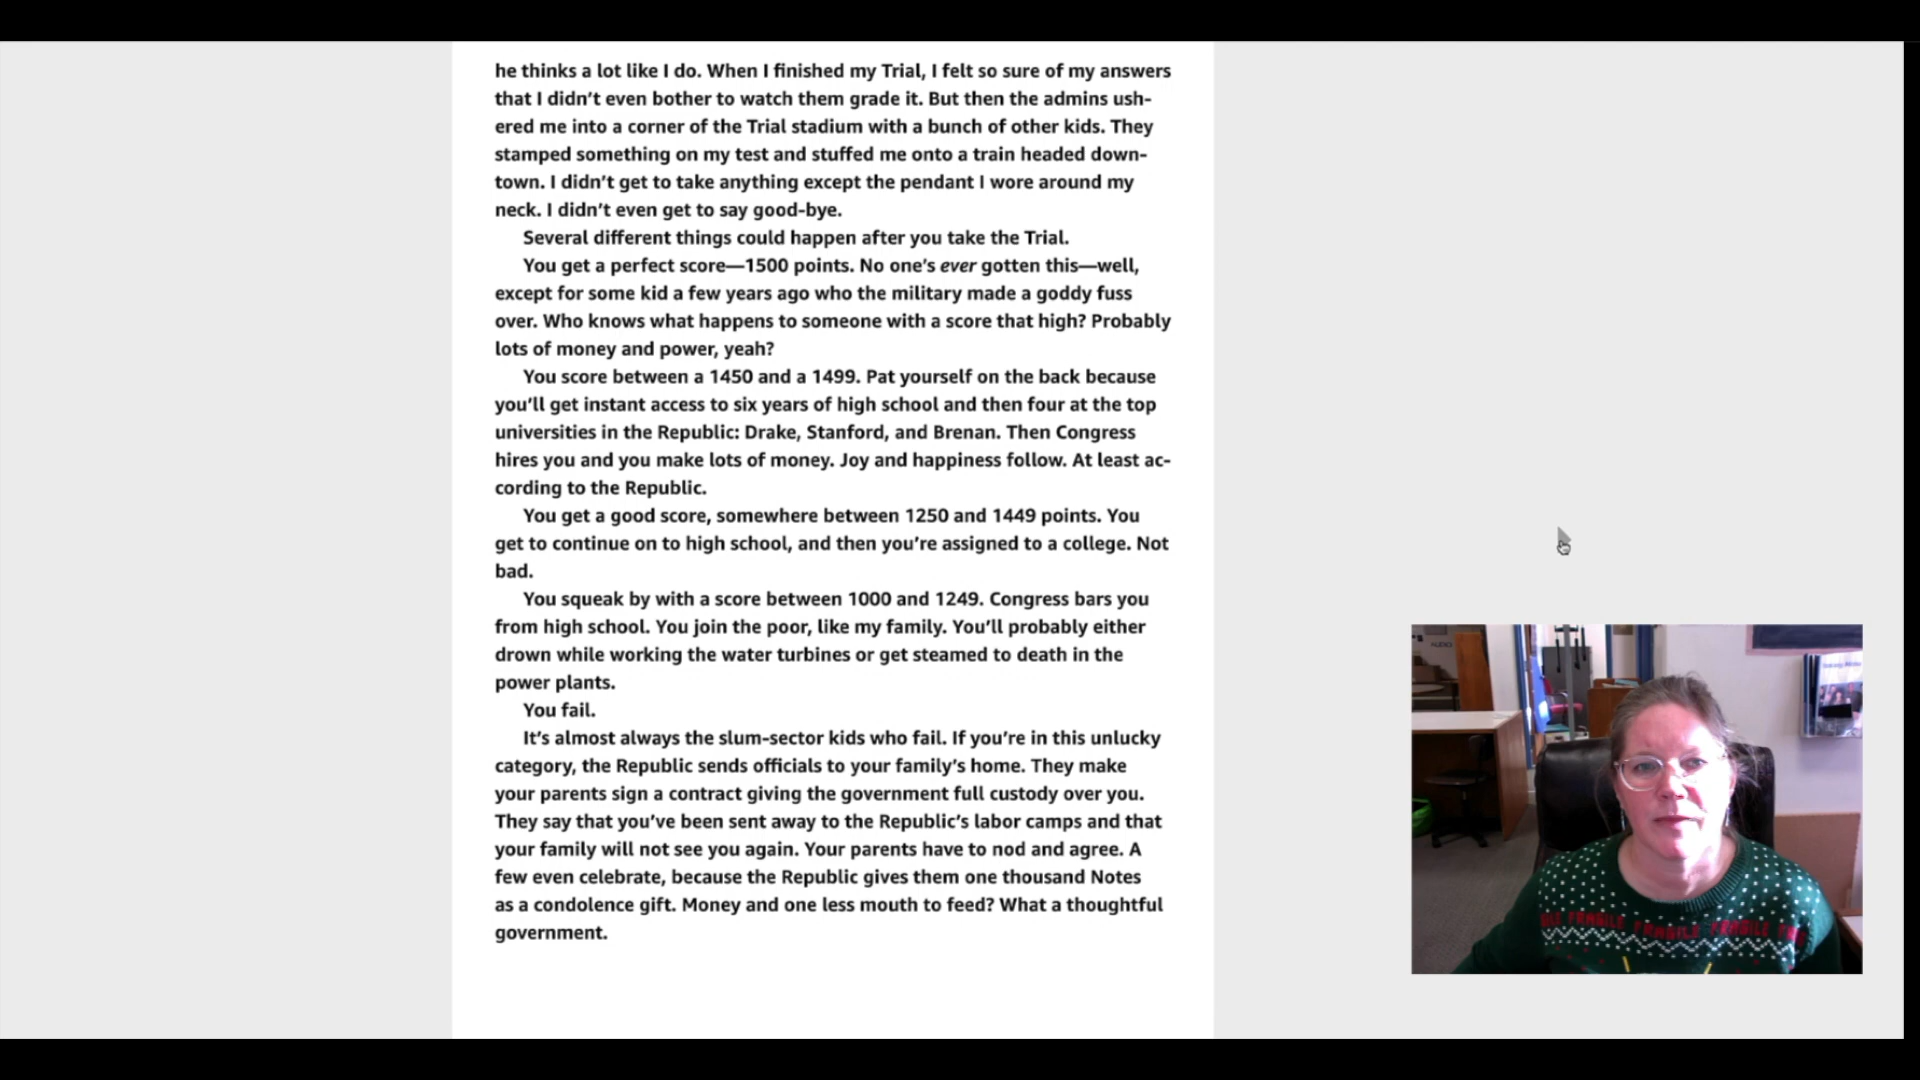 he thinks a lot like I do. When I finished my Trial, I felt so sure of my answers
that I didn’t even bother to watch them grade it. But then the admins ush-
ered me into a corner of the Trial stadium with a bunch of other kids. They
stamped something on my test and stuffed me onto a train headed down-
town. I didn’t get to take anything except the pendant I wore around my
neck. I didn’t even get to say good-bye.
Several different things could happen after you take the Trial.
You get a perfect score—1500 points. No one’s ever gotten this—well,
except for some kid a few years ago who the military made a goddy fuss
over. Who knows what happens to someone with a score that high? Probably
lots of money and power, yeah?
You score between a 1450 and a 1499. Pat yourself on the back because
you’ll get instant access to six years of high school and then four at the top
universities in the Republic: Drake, Stanford, and Brenan. Then Congress
hires you and you make lots of money. Joy and happiness follow. At least ac-
cording to the Republic.
You get a good score, somewhere between 1250 and 1449 points. You
get to continue on to high school, and then you’re assigned to a college. Not
bad.
You squeak by with a score between 1000 and 1249. Congress bars you
from high school. You join the poor, like my family. You’ll probably either
drown while working the water turbines or get steamed to death in the
power plants.
You fail.
It’s almost always the slum-sector kids who fail. If you’re in this unlucky
category, the Republic sends officials to your family’s home. They make
your parents sign a contract giving the government full custody over you.
They say that you’ve been sent away to the Republic’s labor camps and that
your family will not see you again. Your parents have to nod and agree. A
few even celebrate, because the Republic gives them one thousand Notes
as a condolence gift. Money and one less mouth to feed? What a thoughtful
government.
AUDIO
FRAGILE FRAGILE FRAGILE